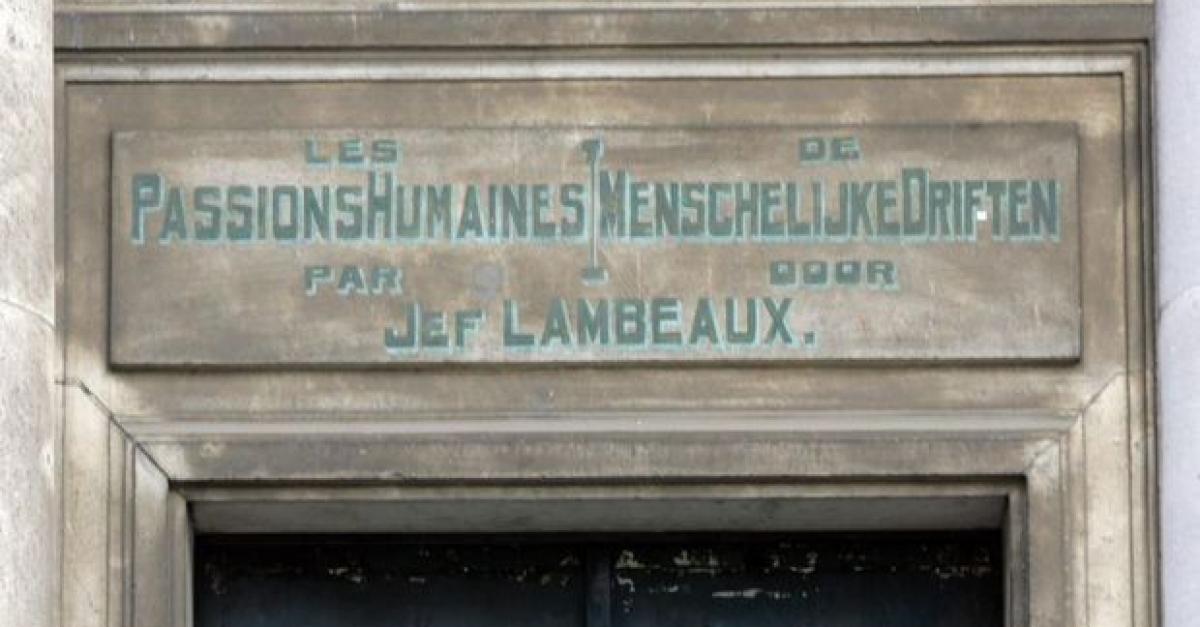 LES DE
PASSIONS HUMAINES MENSCHELIJKE DRIFTEN
PAR DOOR
JEF LAMBEAUX.